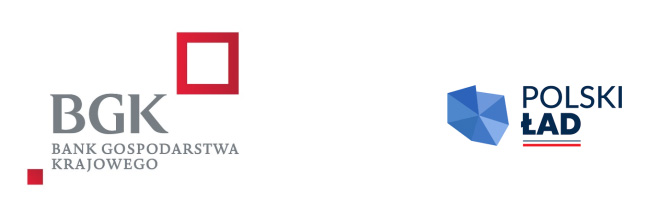 BGK
BANK GOSPODARSTWA
KRAJOWEGO
POLSKI
ŁAD